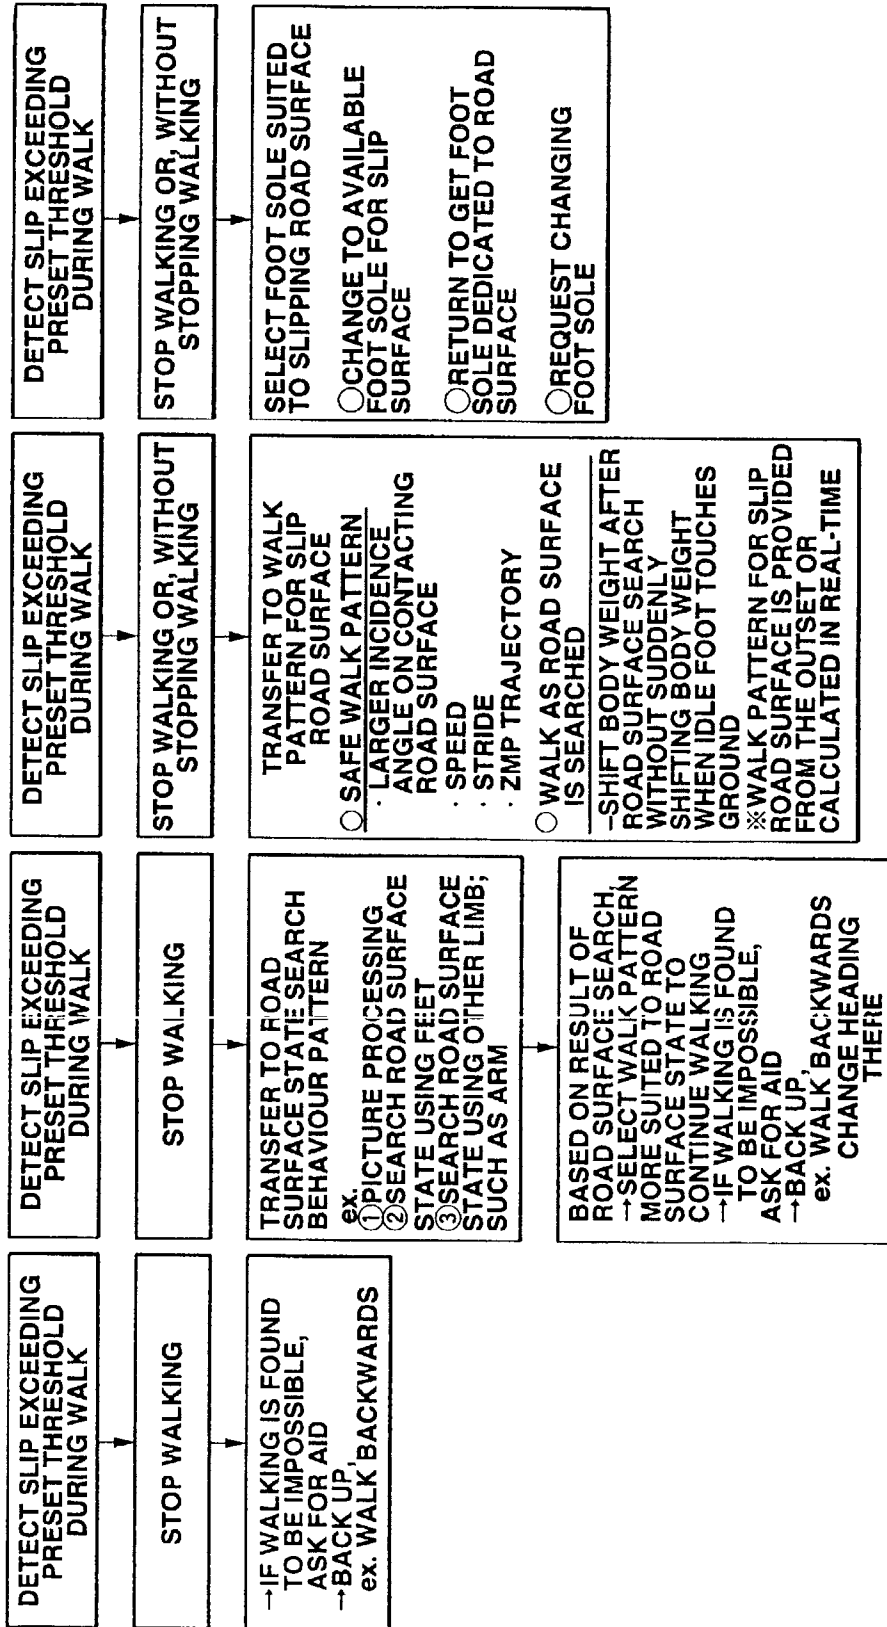 DETECT SLIP EXCEEDING
PRESET THRESHOLD
DURING WALK
STOP WALKING
→IF WALKING IS FOUND
TO BE IMPOSSIBLE,
ASK FOR AID
→BACK UP,
ex. WALK BACKWARDS
DETECT SLIP EXCEEDING
PRESET THRESHOLD
DURING WALK
STOP WALKING
TRANSFER TO ROAD
SURFACE STATE SEARCH
BEHAVIOUR PATTERN
ex.
①PICTURE PROCESSING
②SEARCH ROAD SURFACE
STATE USING FEET
③SEARCH ROAD SURFACE
STATE USING OTHER LIMB;
SUCH AS ARM
BASED ON RESULT OF
ROAD SURFACE SEARCH,
→SELECT WALK PATTERN
MORE SUITED TO ROAD
SURFACE STATE TO
CONTINUE WALKING
→IF WALKING IS FOUND
TO BE IMPOSSIBLE,
ASK FOR AID
→BACK UP,
ex. WALK BACKWARDS
CHANGE HEADING
THERE
DETECT SLIP EXCEEDING
PRESET THRESHOLD
DURING WALK
STOP WALKING OR, WITHOUT
STOPPING WALKING
TRANSFER TO WALK
PATTERN FOR SLIP
ROAD SURFACE
○ SAFE WALK PATTERN
· LARGER INCIDENCE
ANGLE ON CONTACTING
ROAD SURFACE
· SPEED
· STRIDE
· ZMP TRAJECTORY
○ WALK AS ROAD SURFACE
IS SEARCHED
–SHIFT BODY WEIGHT AFTER
ROAD SURFACE SEARCH
WITHOUT SUDDENLY
SHIFTING BODY WEIGHT
WHEN IDLE FOOT TOUCHES
GROUND
※WALK PATTERN FOR SLIP
ROAD SURFACE IS PROVIDED
FROM THE OUTSET OR
CALCULATED IN REAL-TIME
DETECT SLIP EXCEEDING
PRESET THRESHOLD
DURING WALK
STOP WALKING OR, WITHOUT
STOPPING WALKING
SELECT FOOT SOLE SUITED
TO SLIPPING ROAD SURFACE
○CHANGE TO AVAILABLE
FOOT SOLE FOR SLIP
SURFACE
○RETURN TO GET FOOT
SOLE DEDICATED TO ROAD
SURFACE
○REQUEST CHANGING
FOOT SOLE